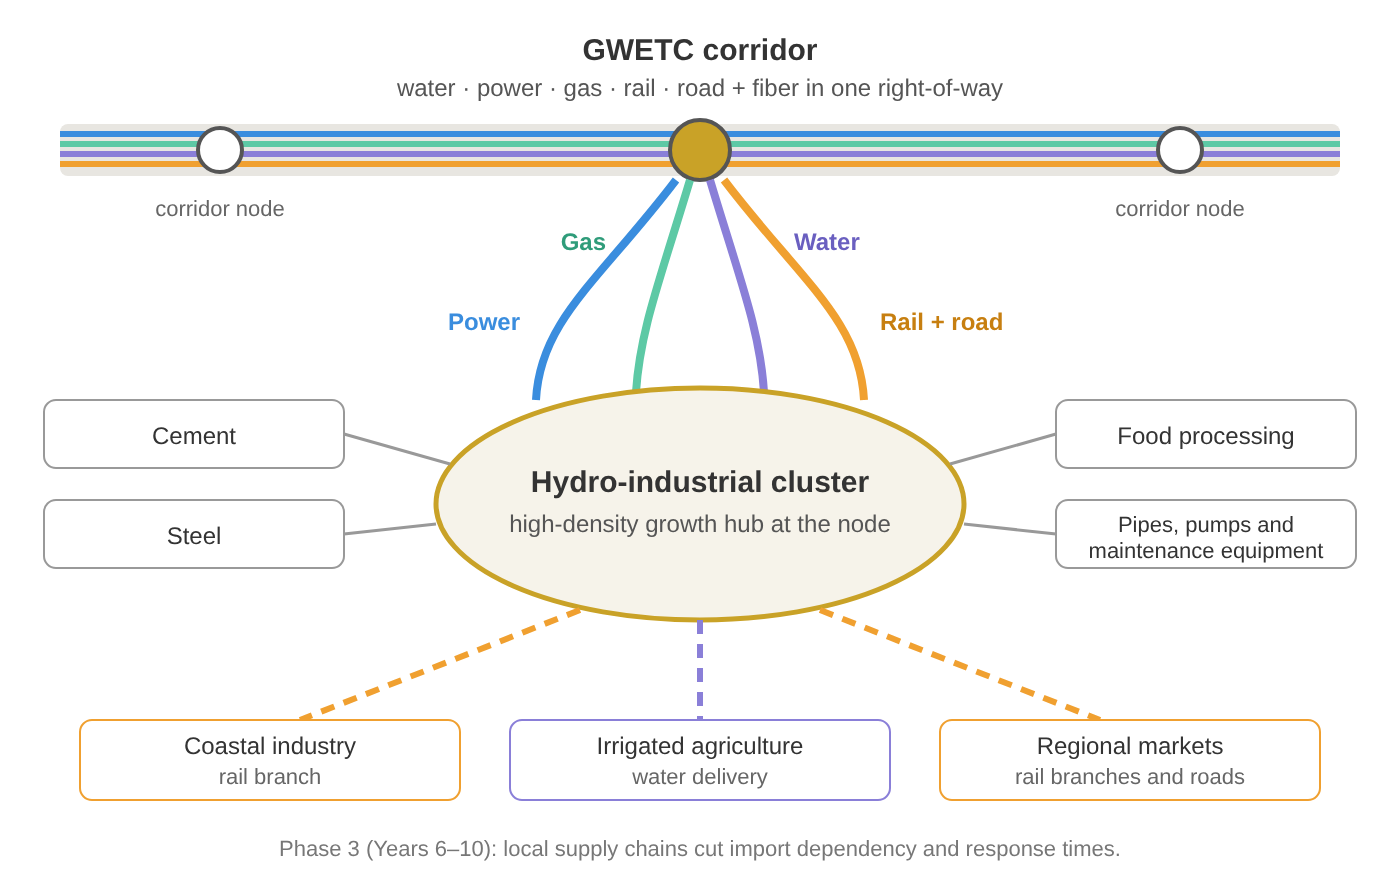 GWETC corridor
water · power · gas · rail · road + fiber in one right-of-way
corridor node
corridor node
Gas
Water
Power
Rail + road
Cement
Food processing
Hydro-industrial cluster
high-density growth hub at the node
Steel
Pipes, pumps and
maintenance equipment
Coastal industry
rail branch
Irrigated agriculture
water delivery
Regional markets
rail branches and roads
Phase 3 (Years 6–10): local supply chains cut import dependency and response times.